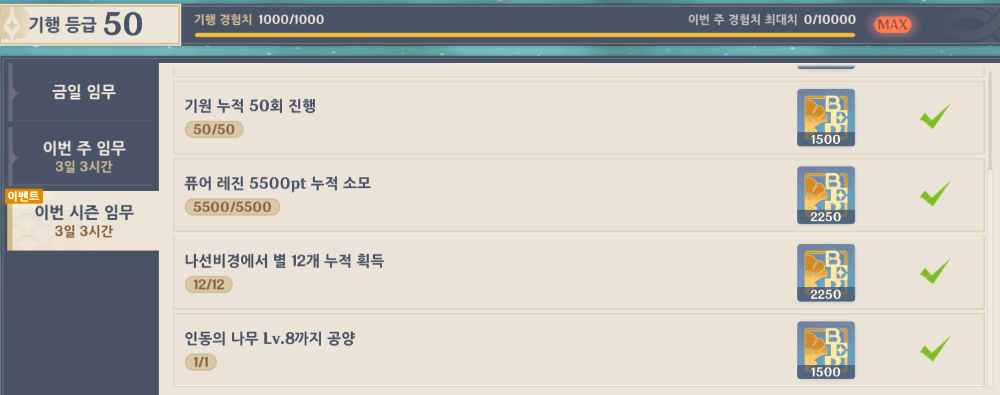 기행 등급 50
기행 경험치 1000/1000
이번 주 경험치 최대치 0/10000
MAX
금일 임무
이번 주 임무
3일 3시간
이벤트
이번 시즌 임무
3일 3시간
기원 누적 50회 진행
50/50
BEP
1500
퓨어 레진 5500pt 누적 소모
5500/5500
BEP
2250
나선비경에서 별 12개 누적 획득
12/12
BEP
2250
인동의 나무 Lv.8까지 공양
1/1
BEP
1500